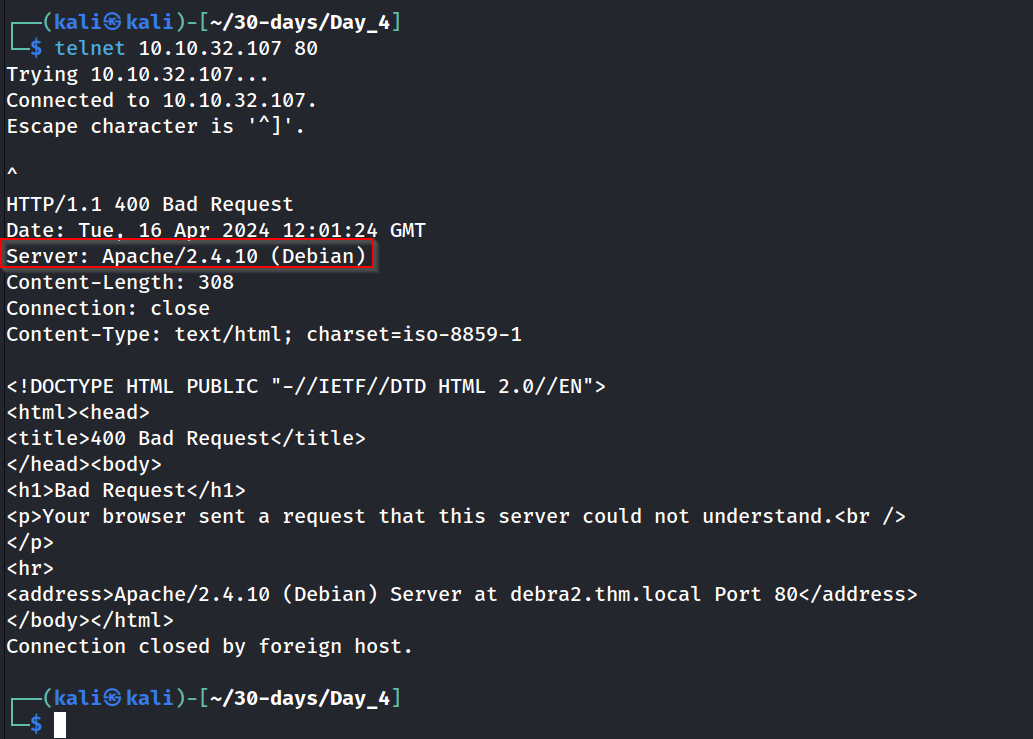 ┌──(kali㉿kali)-[~/30-days/Day_4]
└─$ telnet 10.10.32.107 80
Trying 10.10.32.107...
Connected to 10.10.32.107.
Escape character is '^]'.
^
HTTP/1.1 400 Bad Request
Date: Tue, 16 Apr 2024 12:01:24 GMT
Server: Apache/2.4.10 (Debian)
Content-Length: 308
Connection: close
Content-Type: text/html; charset=iso-8859-1
<!DOCTYPE HTML PUBLIC "-//IETF//DTD HTML 2.0//EN">
<html><head>
<title>400 Bad Request</title>
</head><body>
<h1>Bad Request</h1>
<p>Your browser sent a request that this server could not understand.<br />
</p>
<hr>
<address>Apache/2.4.10 (Debian) Server at debra2.thm.local Port 80</address>
</body></html>
Connection closed by foreign host.
┌──(kali㉿kali)-[~/30-days/Day_4]
└─$